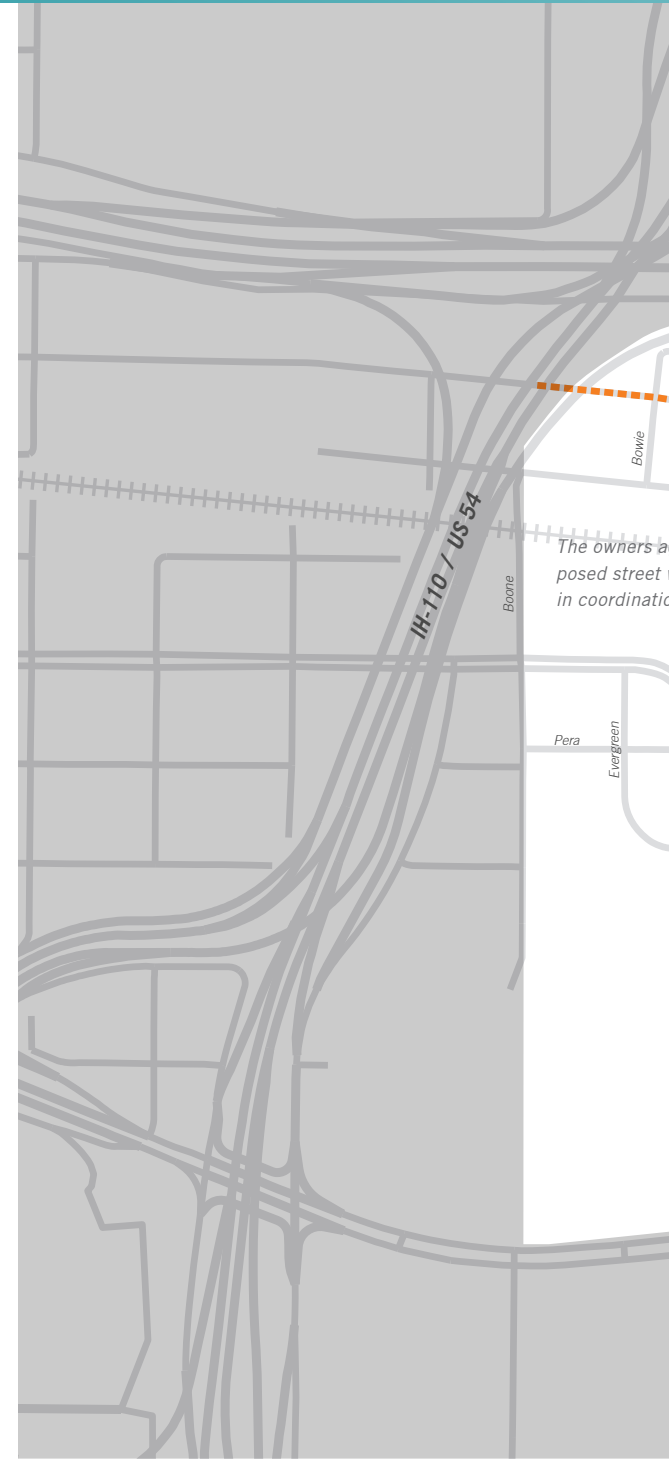 Bowie
IH-110 / US 54
The owners a
posed street
in coordinatio
Boone
Pera
Evergreen